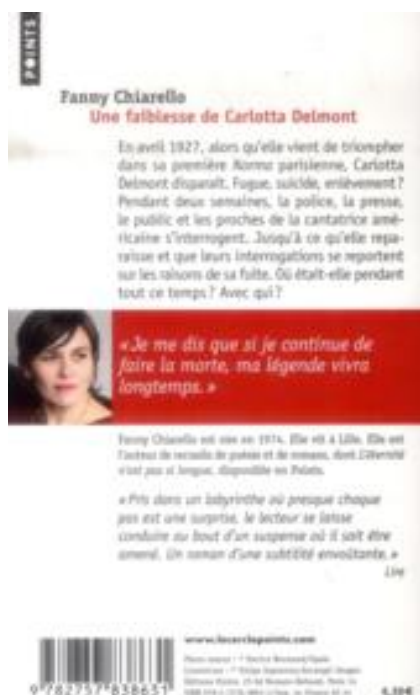 POINTS
Fanny Chiarello
Une faiblesse de Carlotta Delmont
En avril 1927, alors qu'elle vient de triompher
dans sa première Norma parisienne, Carlotta
Delmont disparaît. Fugue, suicide, enlèvement ?
Pendant deux semaines, la police, la presse,
le public et les proches de la cantatrice amé-
ricaine s'interrogent. Jusqu'à ce qu'elle repa-
raisse et que leurs interrogations se reportent
sur les raisons de sa fuite. Où était-elle pendant
tout ce temps ? Avec qui ?
« Je me dis que si je continue de
faire la morte, ma légende vivra
longtemps. »
Fanny Chiarello est née en 1974. Elle vit à Lille. Elle est
l'auteur de recueils de poésie et de romans, dont L'éternité
n'est pas si longue, disponible en Points.
« Pris dans un labyrinthe où presque chaque
pas est une surprise, le lecteur se laisse
conduire au bout d'un suspense où il sait être
amené. Un roman d'une subtilité envoûtante. »
Lire
www.lecerclepoints.com
9 782757 838631